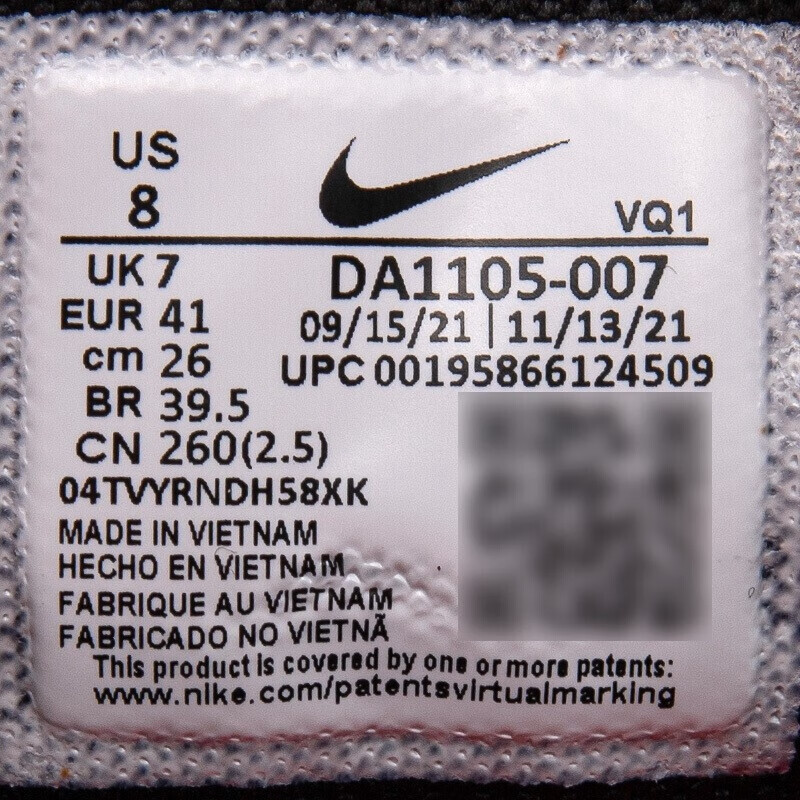 US
8
VQ1
UK 7
DA1105-007
EUR 41
09/15/21 | 11/13/21
cm 26
UPC 00195866124509
BR 39.5
CN 260(2.5)
04TVYRNDH58XK
MADE IN VIETNAM
HECHO EN VIETNAM
FABRIQUE AU VIETNAM
FABRICADO NO VIETNÃ
This product is covered by one or more patents:
www.nike.com/patentsvirtualmarking